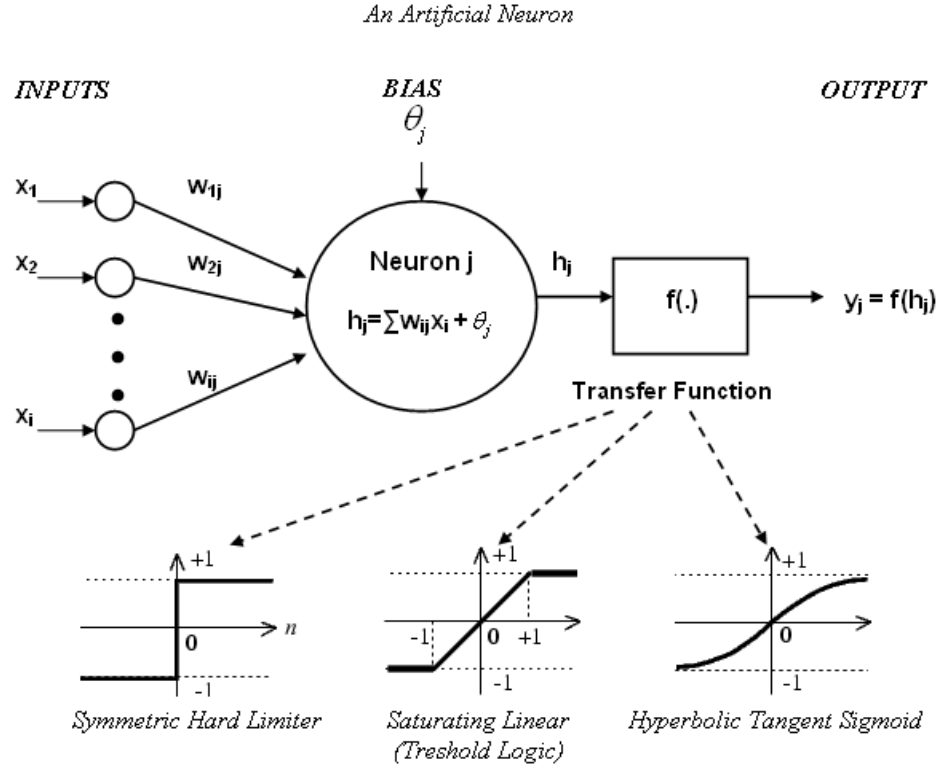 An Artificial Neuron
INPUTS BIAS OUTPUT
θj
x1 w1j
x2 w2j Neuron j hj
hj=∑wijxi + θj f(.) yj = f(hj)
wij
xi
Transfer Function
+1 +1 +1
0 n -1 0 +1 0
-1 -1 -1
Symmetric Hard Limiter Saturating Linear Hyperbolic Tangent Sigmoid
(Treshold Logic)